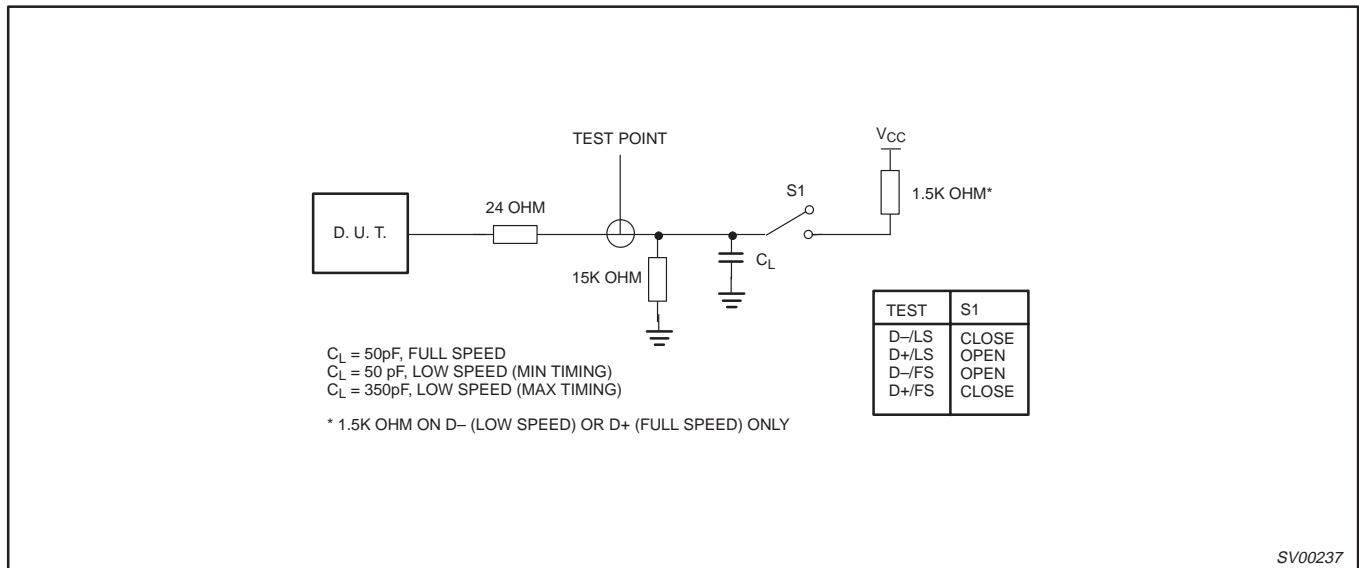 TEST POINT
VCC
S1
1.5K OHM*
24 OHM
D. U. T.
CL
15K OHM
TEST S1
D–/LS CLOSE
D+/LS OPEN
D–/FS OPEN
D+/FS CLOSE
CL = 50pF, FULL SPEED
CL = 50 pF, LOW SPEED (MIN TIMING)
CL = 350pF, LOW SPEED (MAX TIMING)
* 1.5K OHM ON D– (LOW SPEED) OR D+ (FULL SPEED) ONLY
SV00237